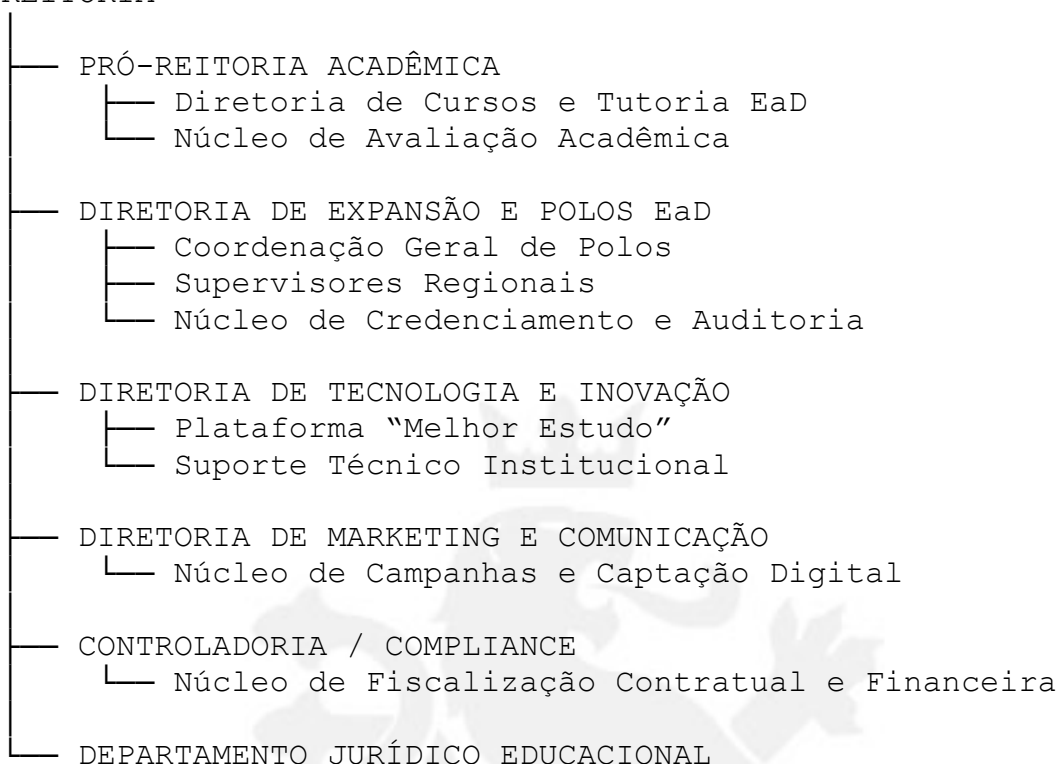 PRÓ-REITORIA ACADÊMICA
Diretoria de Cursos e Tutoria EaD
Núcleo de Avaliação Acadêmica
DIRETORIA DE EXPANSÃO E POLOS EaD
Coordenação Geral de Polos
Supervisores Regionais
Núcleo de Credenciamento e Auditoria
DIRETORIA DE TECNOLOGIA E INOVAÇÃO
Plataforma “Melhor Estudo”
Suporte Técnico Institucional
DIRETORIA DE MARKETING E COMUNICAÇÃO
Núcleo de Campanhas e Captação Digital
CONTROLADORIA / COMPLIANCE
Núcleo de Fiscalização Contratual e Financeira
DEPARTAMENTO JURÍDICO EDUCACIONAL